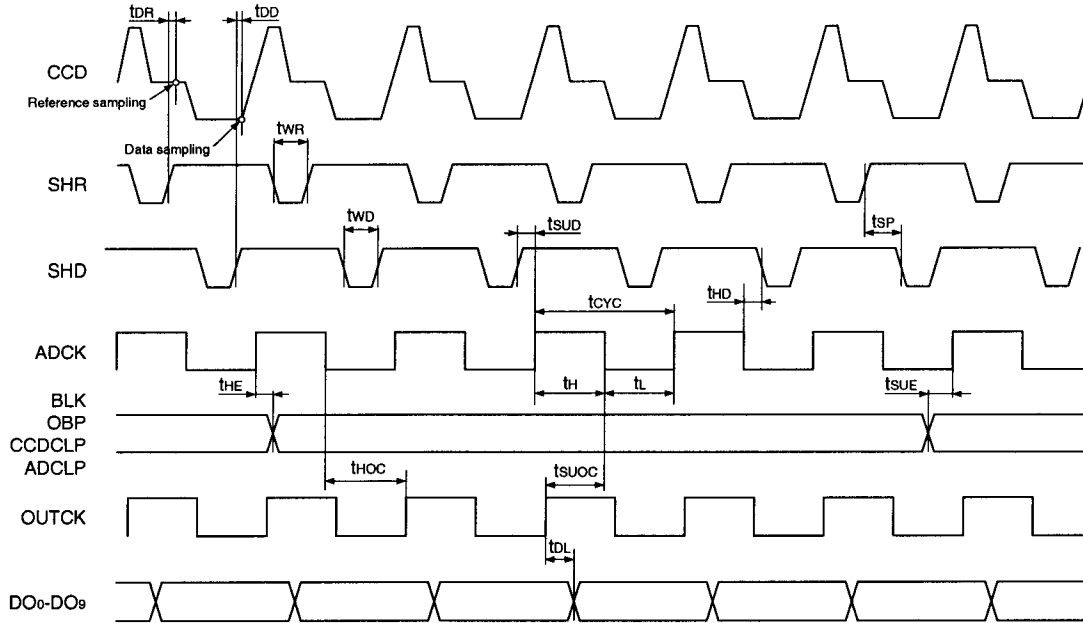 tDR
tDD
CCD
Reference sampling
Data sampling
tWR
SHR
tWD
tSUD
tSP
SHD
tCYC
tHD
ADCK
tHE
tH
tL
tSUE
BLK
OBP
CCDCLP
ADCLP
tHOC
tSUOC
OUTCK
tDL
DO0-DO9